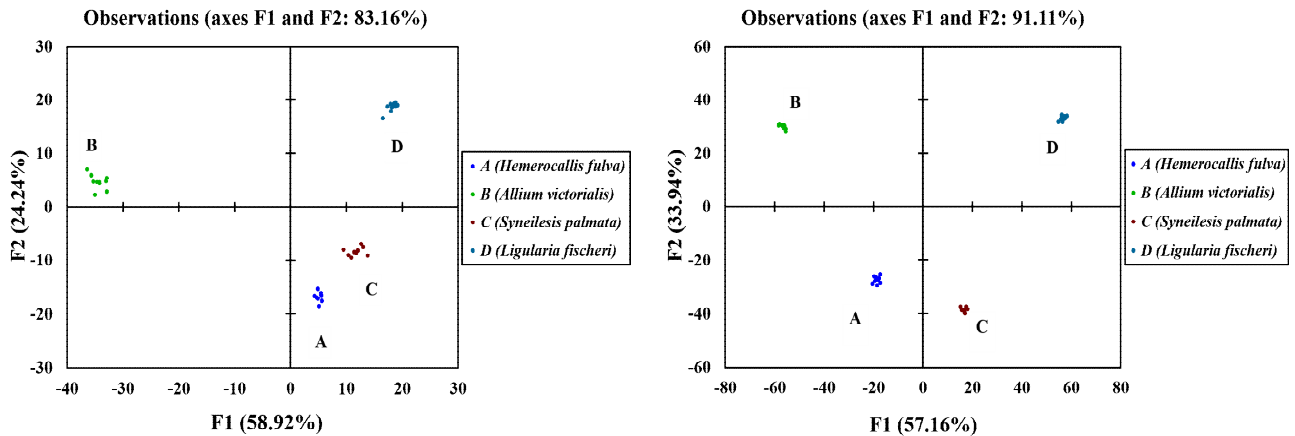 Observations (axes F1 and F2: 83.16%)
30
20
10
0
-10
-20
-30
F2 (24.24%)
-40
-30
-20
-10
0
10
20
30
F1 (58.92%)
B
D
C
A
A (Hemerocallis fulva)
B (Allium victorialis)
C (Syneilesis palmata)
D (Ligularia fischeri)
Observations (axes F1 and F2: 91.11%)
60
40
20
0
-20
-40
-60
F2 (33.94%)
-80
-60
-40
-20
0
20
40
60
80
F1 (57.16%)
B
D
A
C
A (Hemerocallis fulva)
B (Allium victorialis)
C (Syneilesis palmata)
D (Ligularia fischeri)